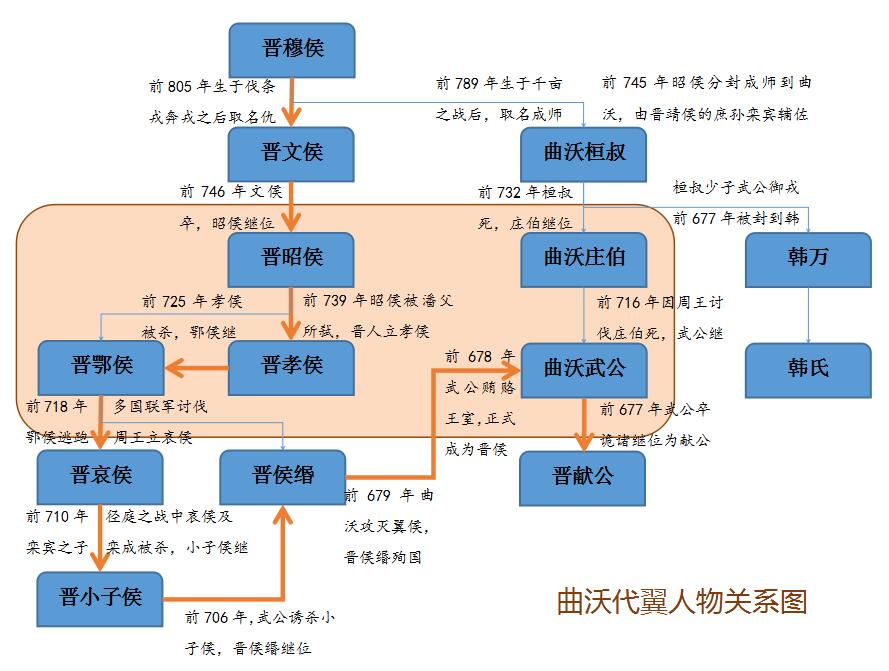 晋穆侯
前 805 年生于伐条
戎奔戎之后取名仇
前 789 年生于千亩
之战后，取名成师
前 745 年昭侯分封成师到曲
沃，由晋靖侯的庶孙栾宾辅佐
晋文侯
曲沃桓叔
前 746 年文侯
卒，昭侯继位
前 732 年桓叔
死，庄伯继位
桓叔少子武公御戎
前 677 年被封到韩
晋昭侯
曲沃庄伯
韩万
前 725 年孝侯
被杀，鄂侯继
前 739 年昭侯被潘父
所弑，晋人立孝侯
前 716 年因周王讨
伐庄伯死，武公继
晋鄂侯
晋孝侯
前 678 年
武公贿赂
王室,正式
成为晋侯
曲沃武公
韩氏
前 718 年
鄂侯逃跑
多国联军讨伐
周王立哀侯
前 677 年武公卒
诡诸继位为献公
晋哀侯
晋侯缗
晋献公
前 679 年曲
沃攻灭翼侯，
晋侯缗殉国
前 710 年
栾宾之子
径庭之战中哀侯及
栾成被杀，小子侯继
晋小子侯
前 706 年,武公诱杀小
子侯，晋侯缗继位
曲沃代翼人物关系图